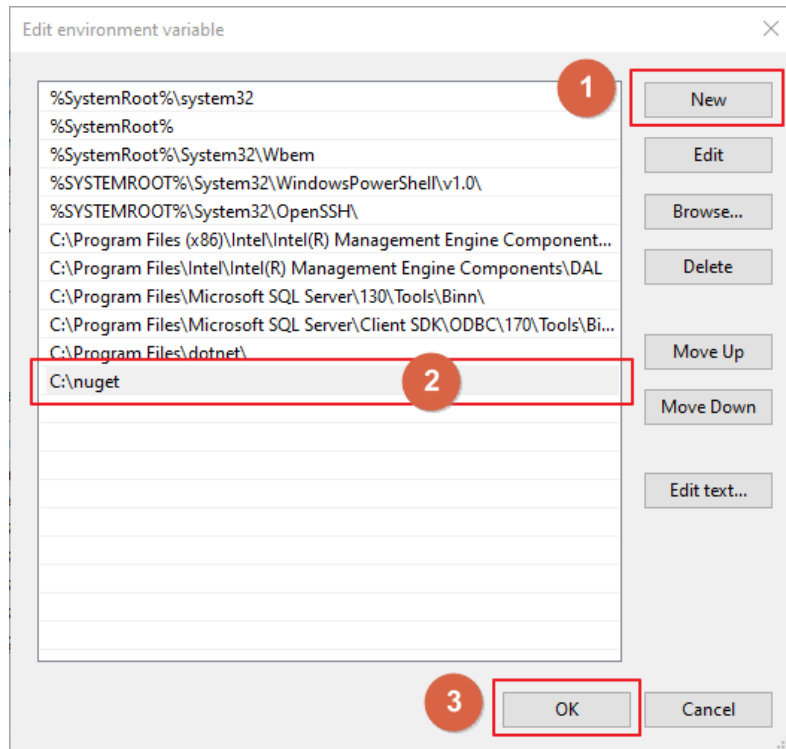 Edit environment variable
%SystemRoot%\system32
%SystemRoot%
%SystemRoot%\System32\Wbem
%SYSTEMROOT%\System32\WindowsPowerShell\v1.0\
%SYSTEMROOT%\System32\OpenSSH\
C:\Program Files (x86)\Intel\Intel(R) Management Engine Component...
C:\Program Files\Intel\Intel(R) Management Engine Components\DAL
C:\Program Files\Microsoft SQL Server\130\Tools\Binn\
C:\Program Files\Microsoft SQL Server\Client SDK\ODBC\170\Tools\Bi...
C:\Program Files\dotnet\
C:\nuget
2
1
New
Edit
Browse...
Delete
Move Up
Move Down
Edit text...
3
OK
Cancel